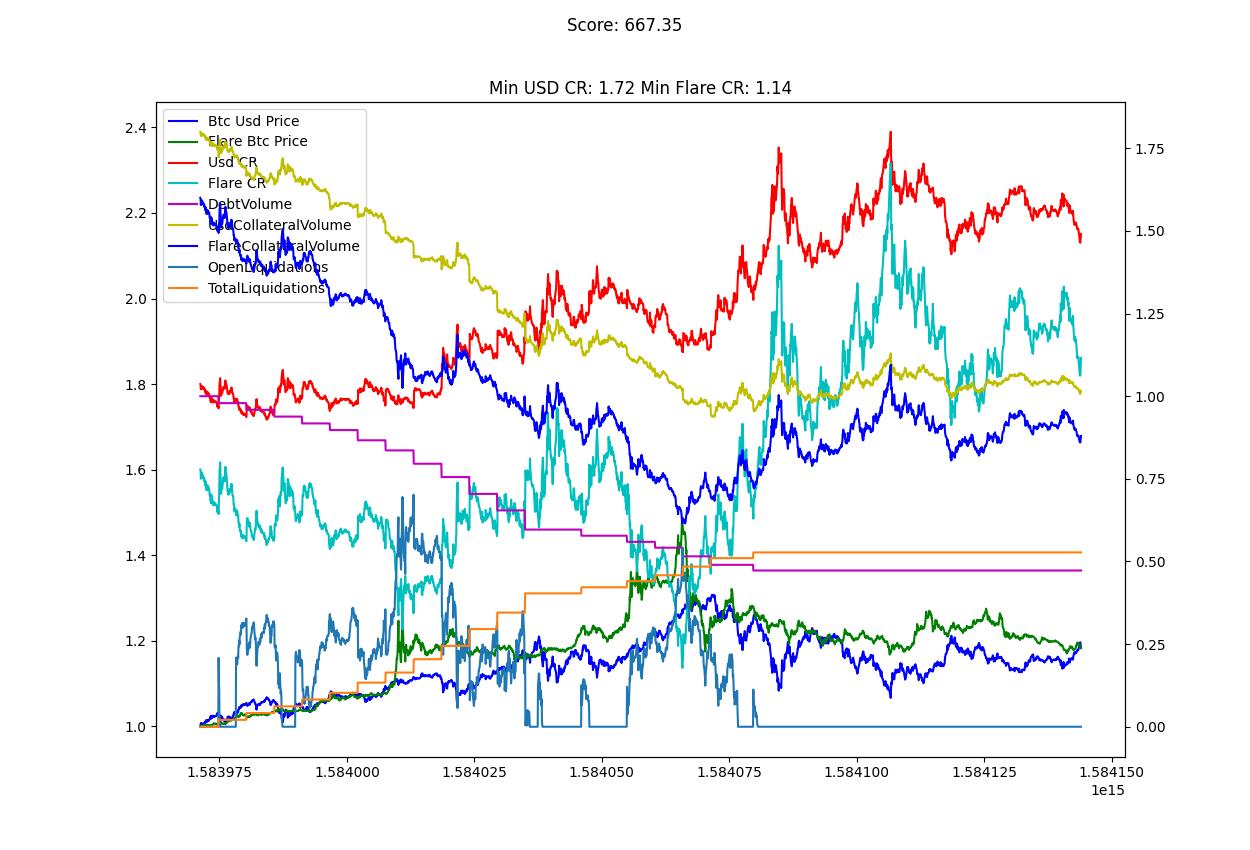 Score: 667.35
Min USD CR: 1.72 Min Flare CR: 1.14
Btc Usd Price
Flare Btc Price
Usd CR
Flare CR
DebtVolume
UsdCollateralVolume
FlareCollateralVolume
OpenLiquidations
TotalLiquidations
2.4
2.2
2.0
1.8
1.6
1.4
1.2
1.0
1.75
1.50
1.25
1.00
0.75
0.50
0.25
0.00
1.583975 1.584000 1.584025 1.584050 1.584075 1.584100 1.584125 1.584150
1e15